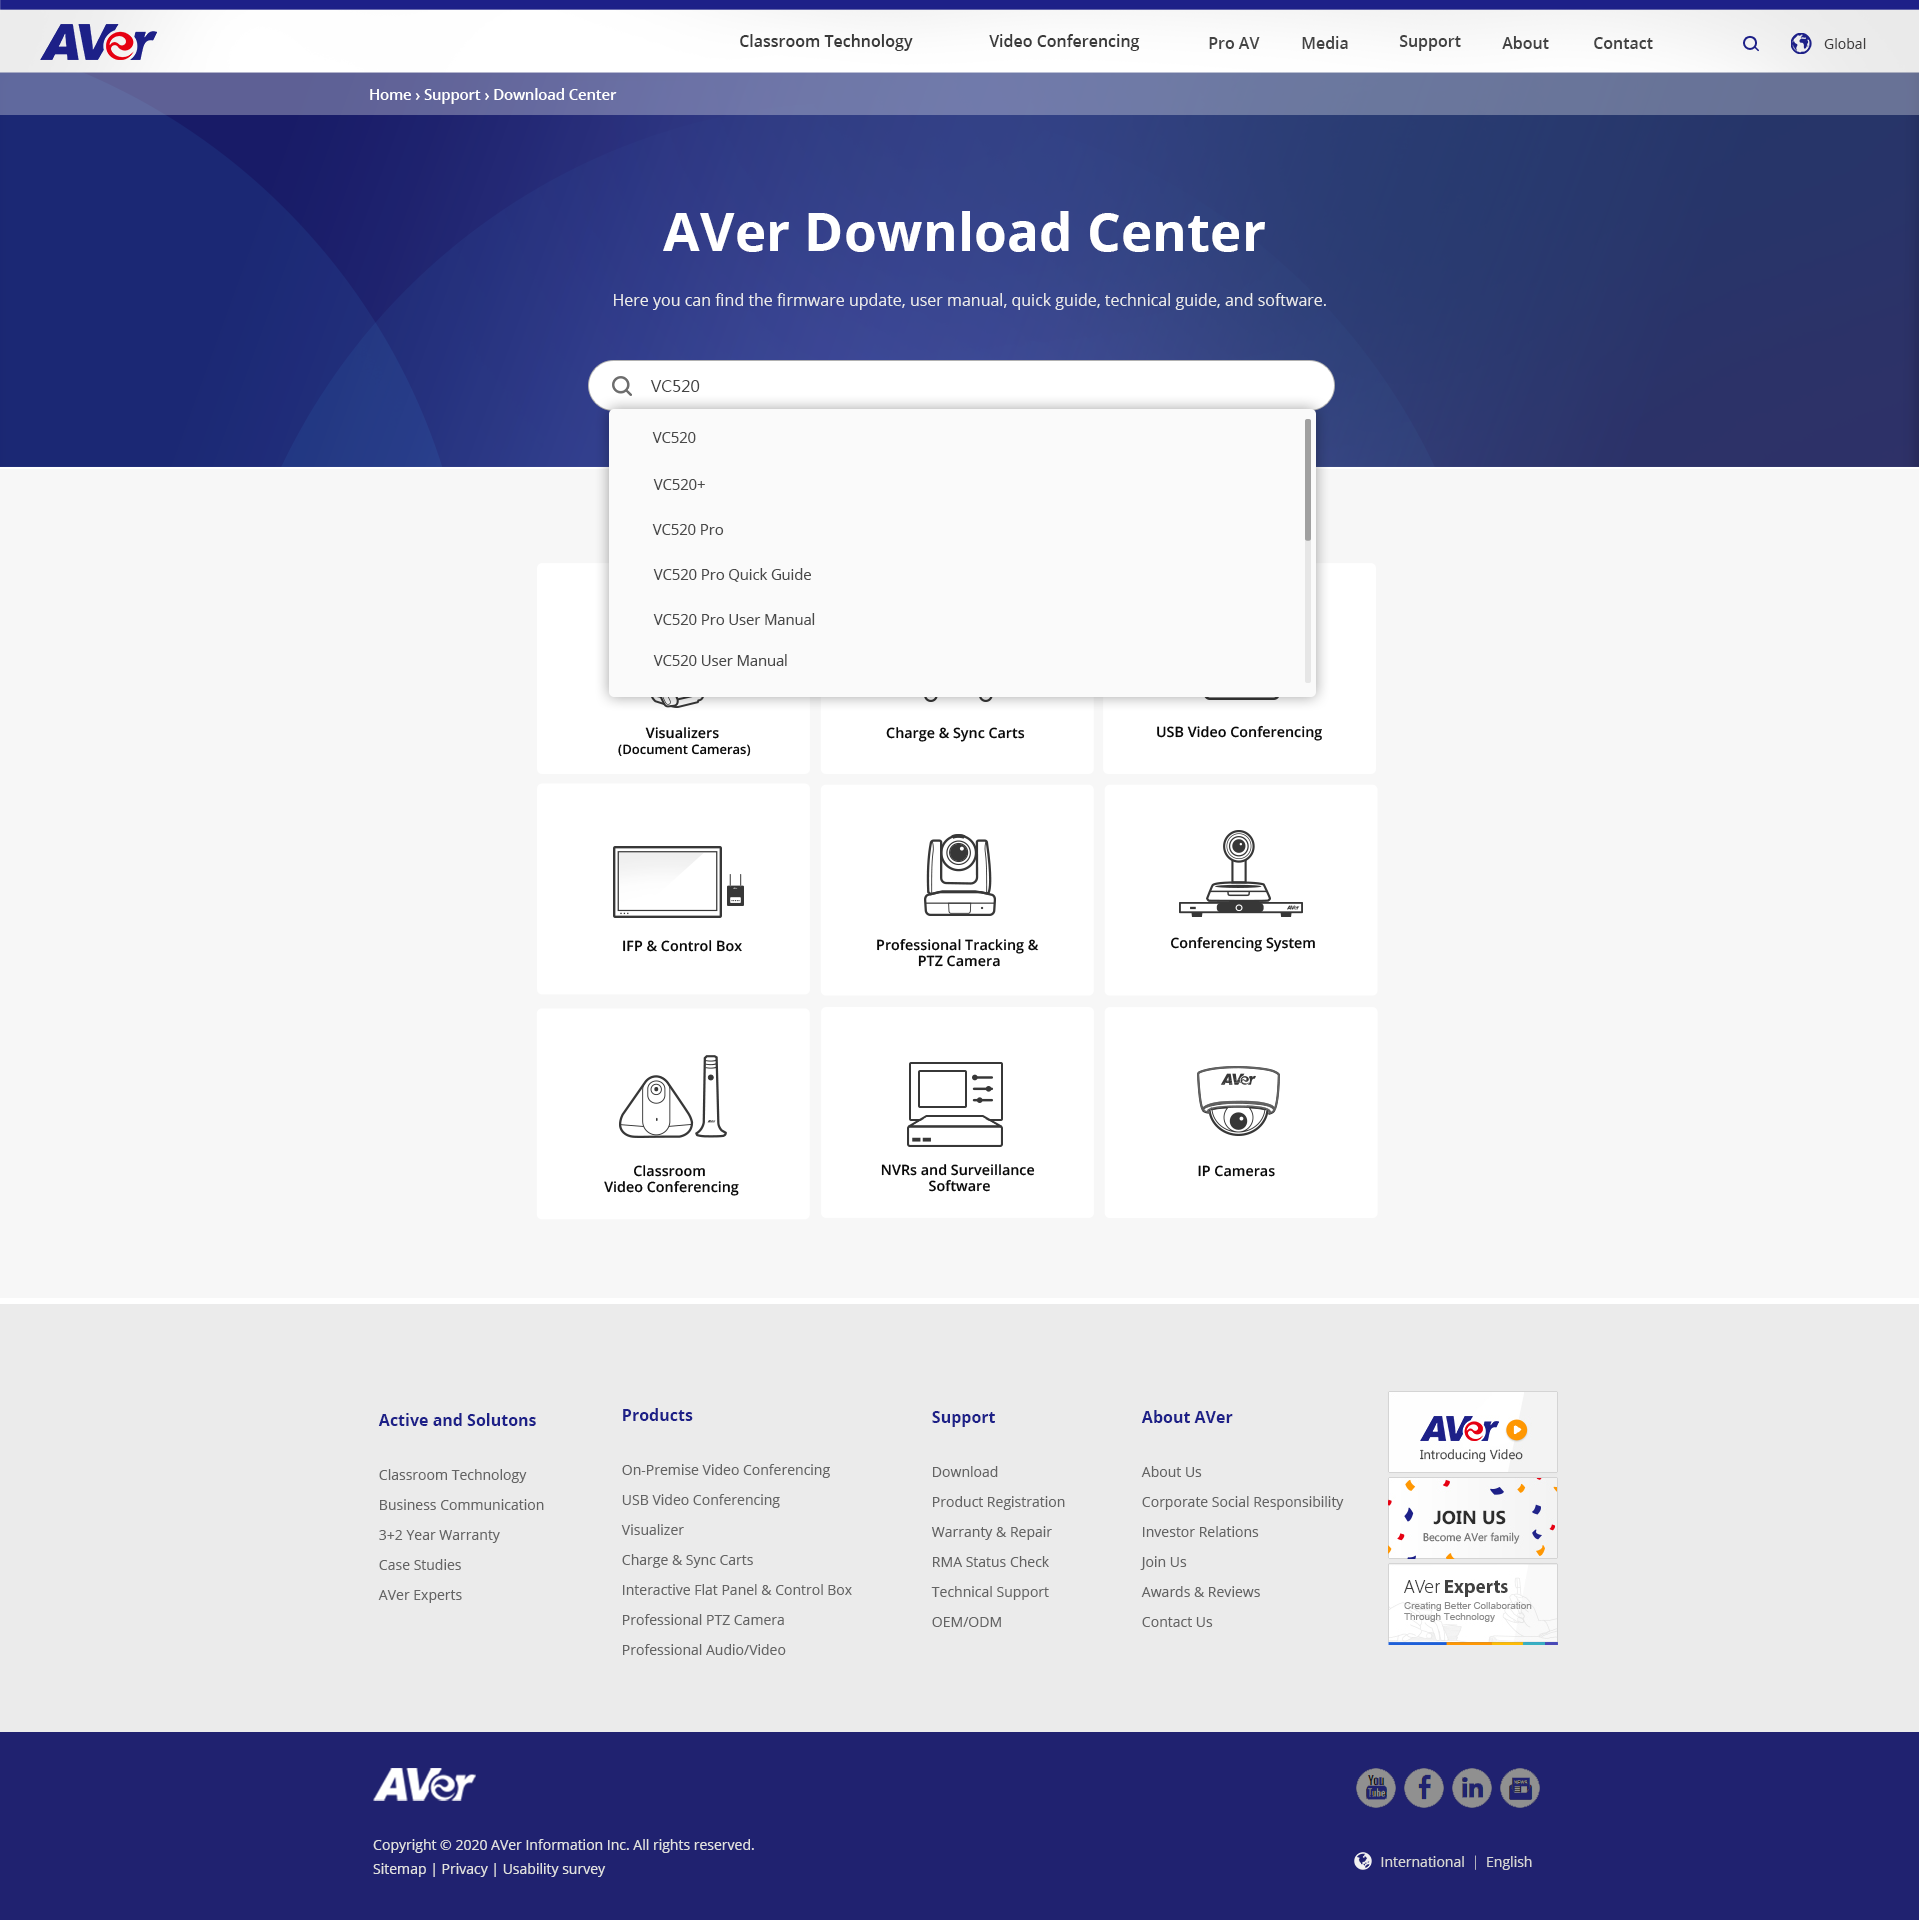 AVer
Classroom Technology
Video Conferencing
Pro AV
Media
Support
About
Contact
Global
Home › Support › Download Center
AVer Download Center
Here you can find the firmware update, user manual, quick guide, technical guide, and software.
VC520
VC520
VC520+
VC520 Pro
VC520 Pro Quick Guide
VC520 Pro User Manual
VC520 User Manual
Visualizers
(Document Cameras)
Charge & Sync Carts
USB Video Conferencing
AVer
IFP & Control Box
Professional Tracking &
PTZ Camera
Conferencing System
AVer
AVer
Classroom
Video Conferencing
NVRs and Surveillance
Software
IP Cameras
Active and Solutons
Classroom Technology
Business Communication
3+2 Year Warranty
Case Studies
AVer Experts
Products
On-Premise Video Conferencing
USB Video Conferencing
Visualizer
Charge & Sync Carts
Interactive Flat Panel & Control Box
Professional PTZ Camera
Professional Audio/Video
Support
Download
Product Registration
Warranty & Repair
RMA Status Check
Technical Support
OEM/ODM
About AVer
About Us
Corporate Social Responsibility
Investor Relations
Join Us
Awards & Reviews
Contact Us
AVer
Introducing Video
JOIN US
Become AVer family
AVer Experts
Creating Better Collaboration
Through Technology
AVer
You
Tube
f
in
NEWS
Copyright © 2020 AVer Information Inc. All rights reserved.
Sitemap | Privacy | Usability survey
International | English